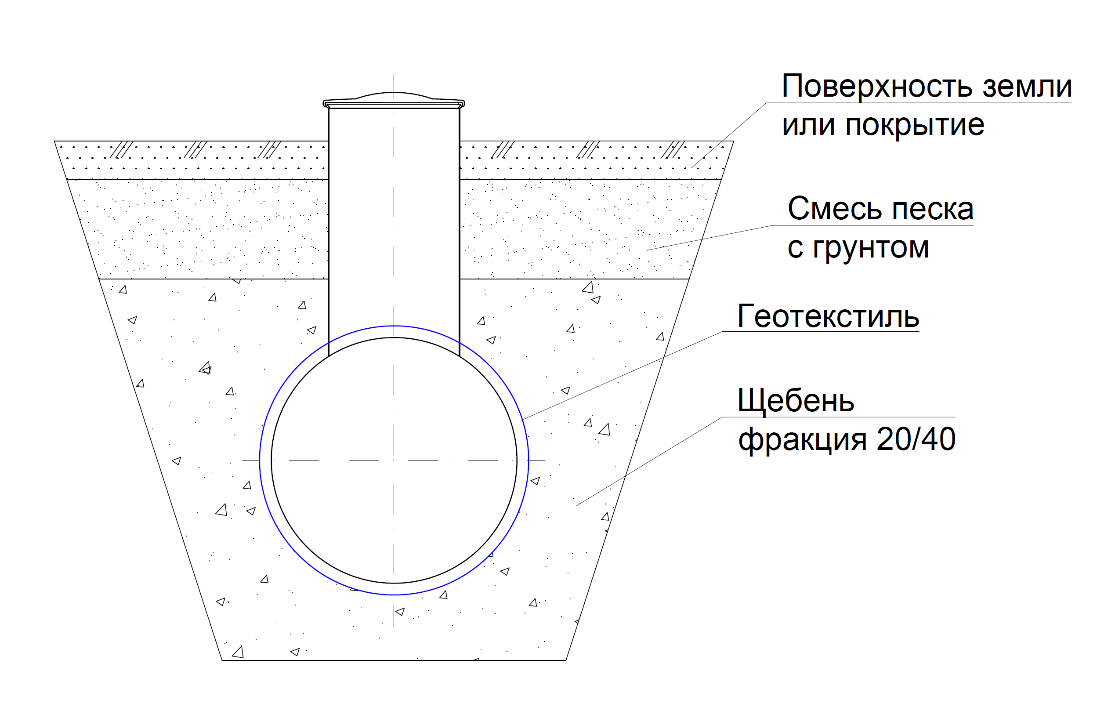 Поверхность земли
или покрытие
Смесь песка
с грунтом
Геотекстиль
Щебень
фракция 20/40